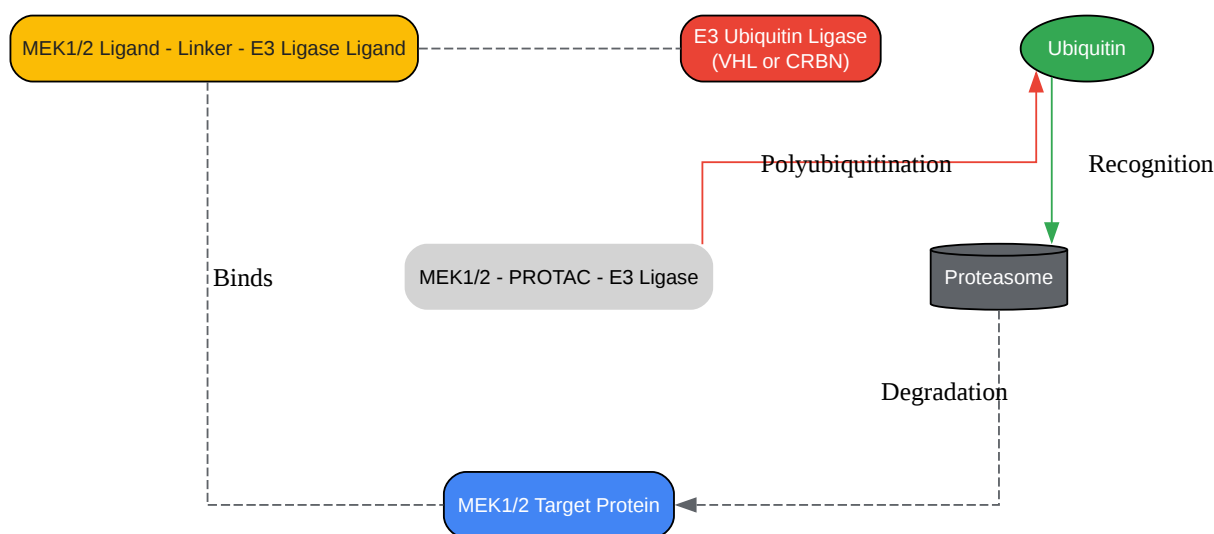 MEK1/2 Ligand - Linker - E3 Ligase Ligand
E3 Ubiquitin Ligase
(VHL or CRBN)
Ubiquitin
Polyubiquitination
Recognition
Binds
MEK1/2 - PROTAC - E3 Ligase
Proteasome
Degradation
MEK1/2 Target Protein